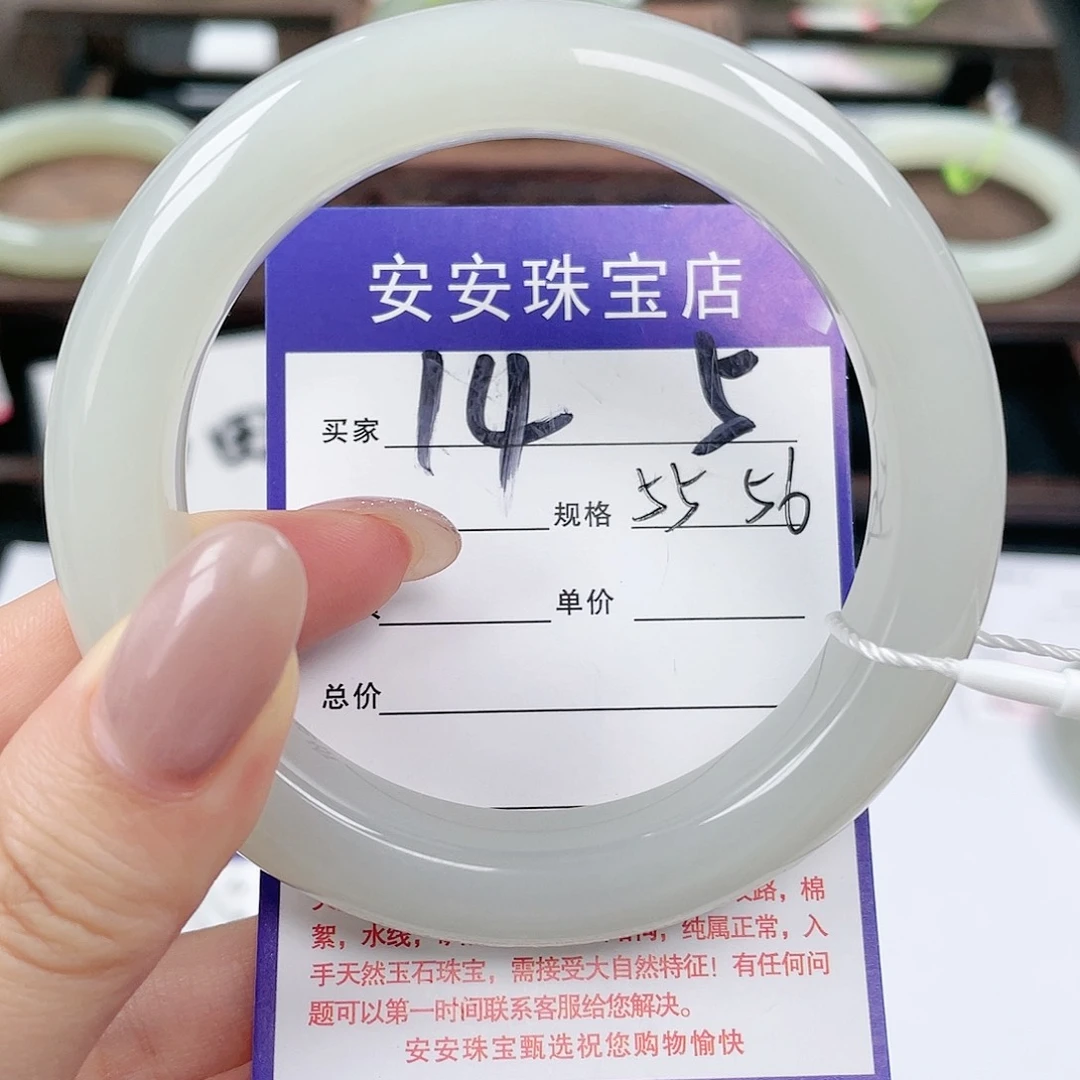 安安珠宝店
买家 14 5
规格 55 56
单价
总价
路，棉
絮，水线，纯属正常，入
手天然玉石珠宝，需接受大自然特征！有任何问
题可以第一时间联系客服给您解决。
安安珠宝甄选祝您购物愉快